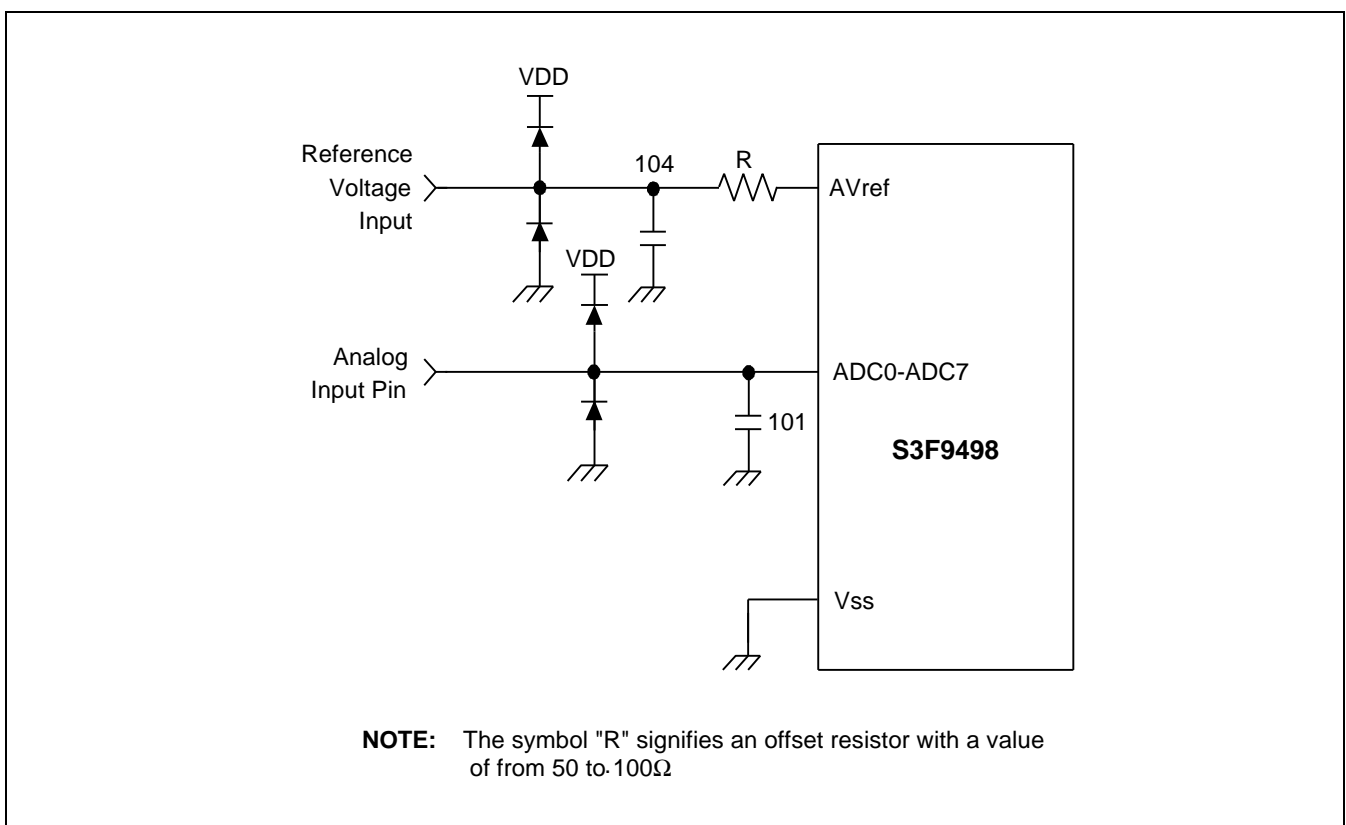 VDD
Reference
Voltage
Input
104
R
AVref
VDD
Analog
Input Pin
ADC0-ADC7
101
S3F9498
Vss
NOTE: The symbol "R" signifies an offset resistor with a value
of from 50 to 100Ω